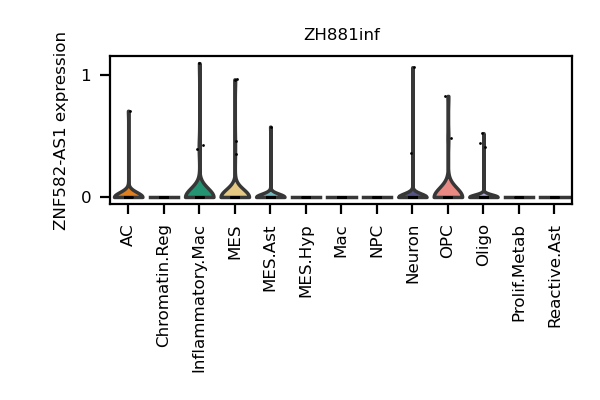 ZH881inf
ZNF582-AS1 expression
1
0
AC
Chromatin.Reg
Inflammatory.Mac
MES
MES.Ast
MES.Hyp
Mac
NPC
Neuron
OPC
Oligo
Prolif.Metab
Reactive.Ast